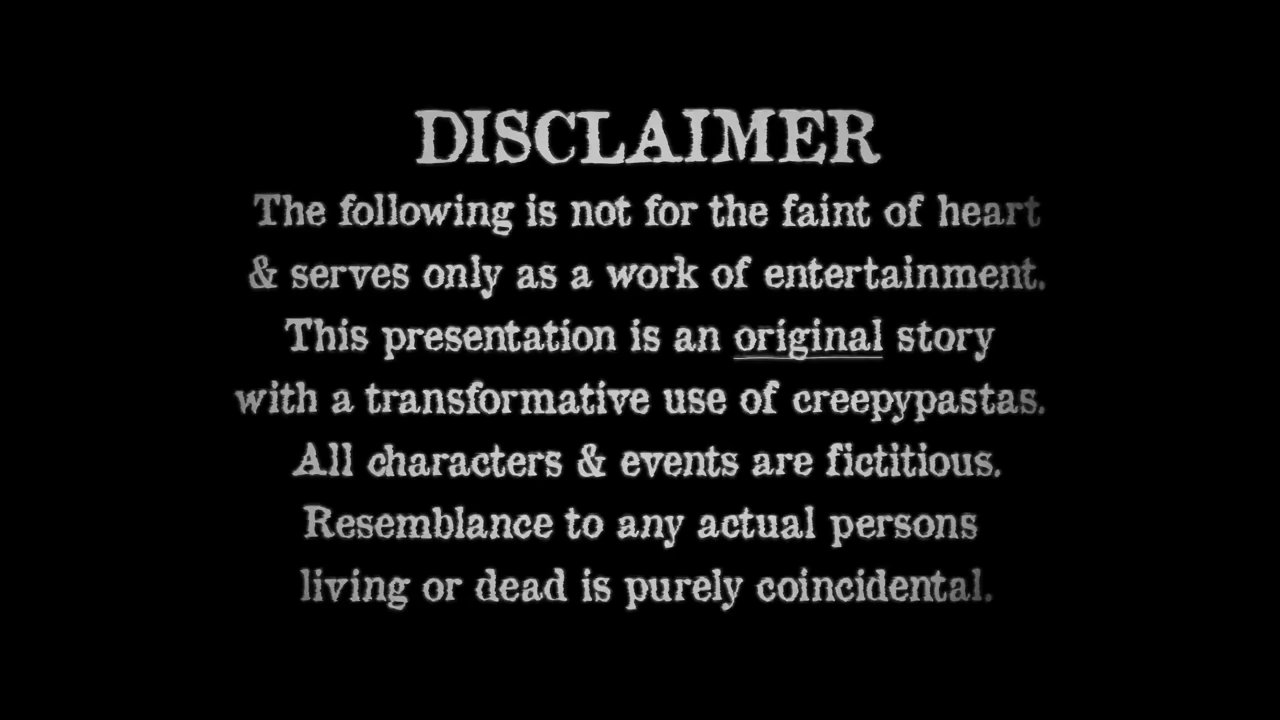 DISCLAIMER
The following is not for the faint of heart
& serves only as a work of entertainment.
This presentation is an original story
with a transformative use of creepypastas.
All characters & events are fictitious.
Resemblance to any actual persons
living or dead is purely coincidental.